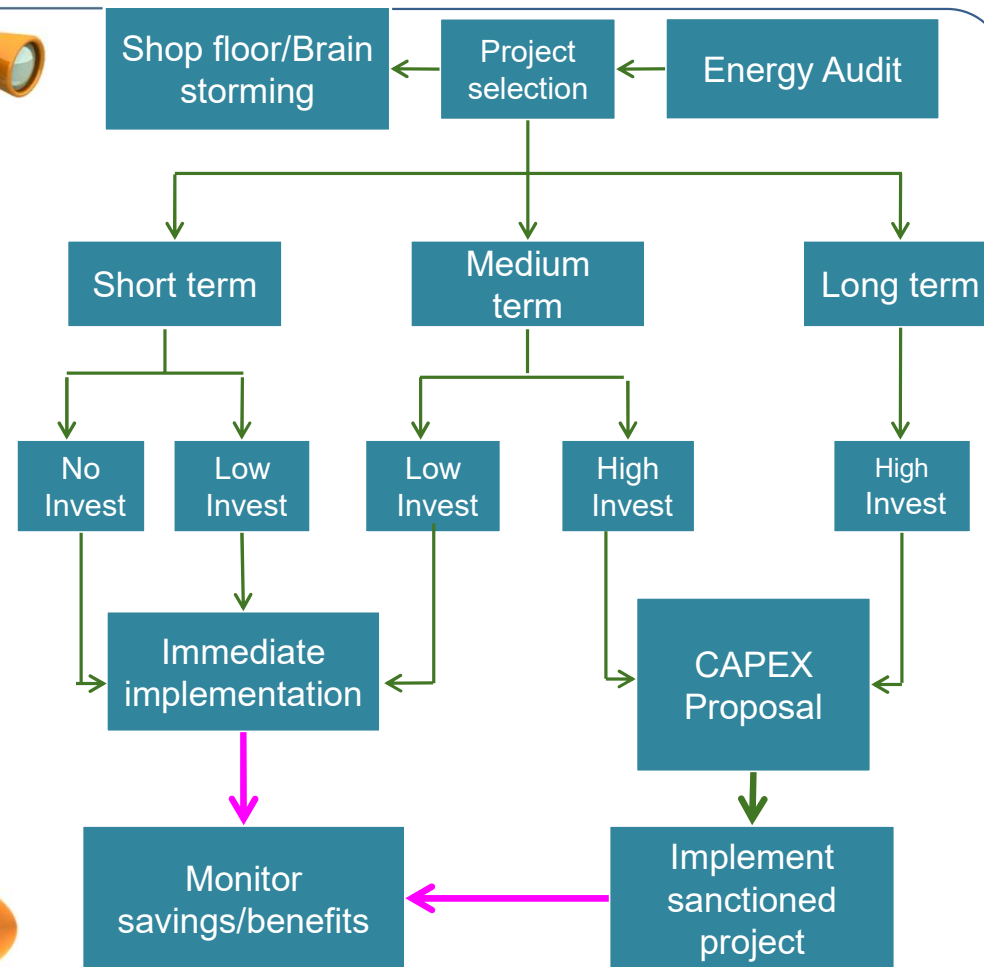 Shop floor/Brain
storming
Project
selection
Energy Audit
Short term
Medium
term
Long term
No
Invest
Low
Invest
Low
Invest
High
Invest
High
Invest
Immediate
implementation
CAPEX
Proposal
Monitor
savings/benefits
Implement
sanctioned
project